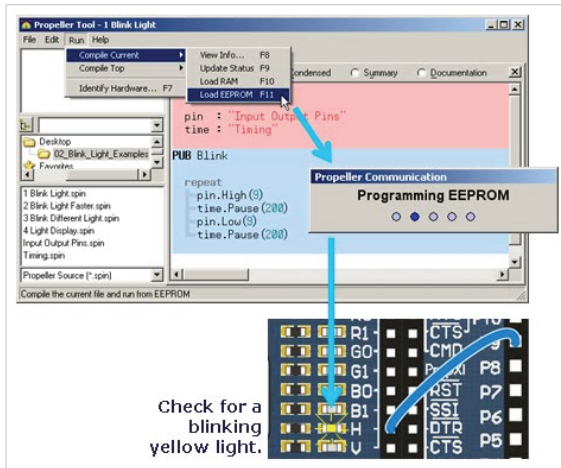 Propeller Tool - 1 Blink Light
File Edit Run Help
Compile Current
Compile Top
Identify Hardware... F7
View Info... F8
Update Status F9
Load RAM F10
Load EEPROM F11
Condensed Summary Documentation
pin : "Input Output Pins"
time : "Timing"
PUB Blink
repeat
pin.High(9)
time.Pause(200)
pin.Low(9)
time.Pause(200)
Desktop
02_Blink_Light_Examples
Favorites
1 Blink Light.spin
2 Blink Light Faster.spin
3 Blink Different Light.spin
4 Light Display.spin
Input Output Pins.spin
Timing.spin
Propeller Source (*.spin)
Compile the current file and run from EEPROM
Propeller Communication
Programming EEPROM
R1 CTS
G0 CMD 9
G1 P8
B0 RST P7
B1 SSI P6
H DTR
V CTS P5
Check for a
blinking
yellow light.